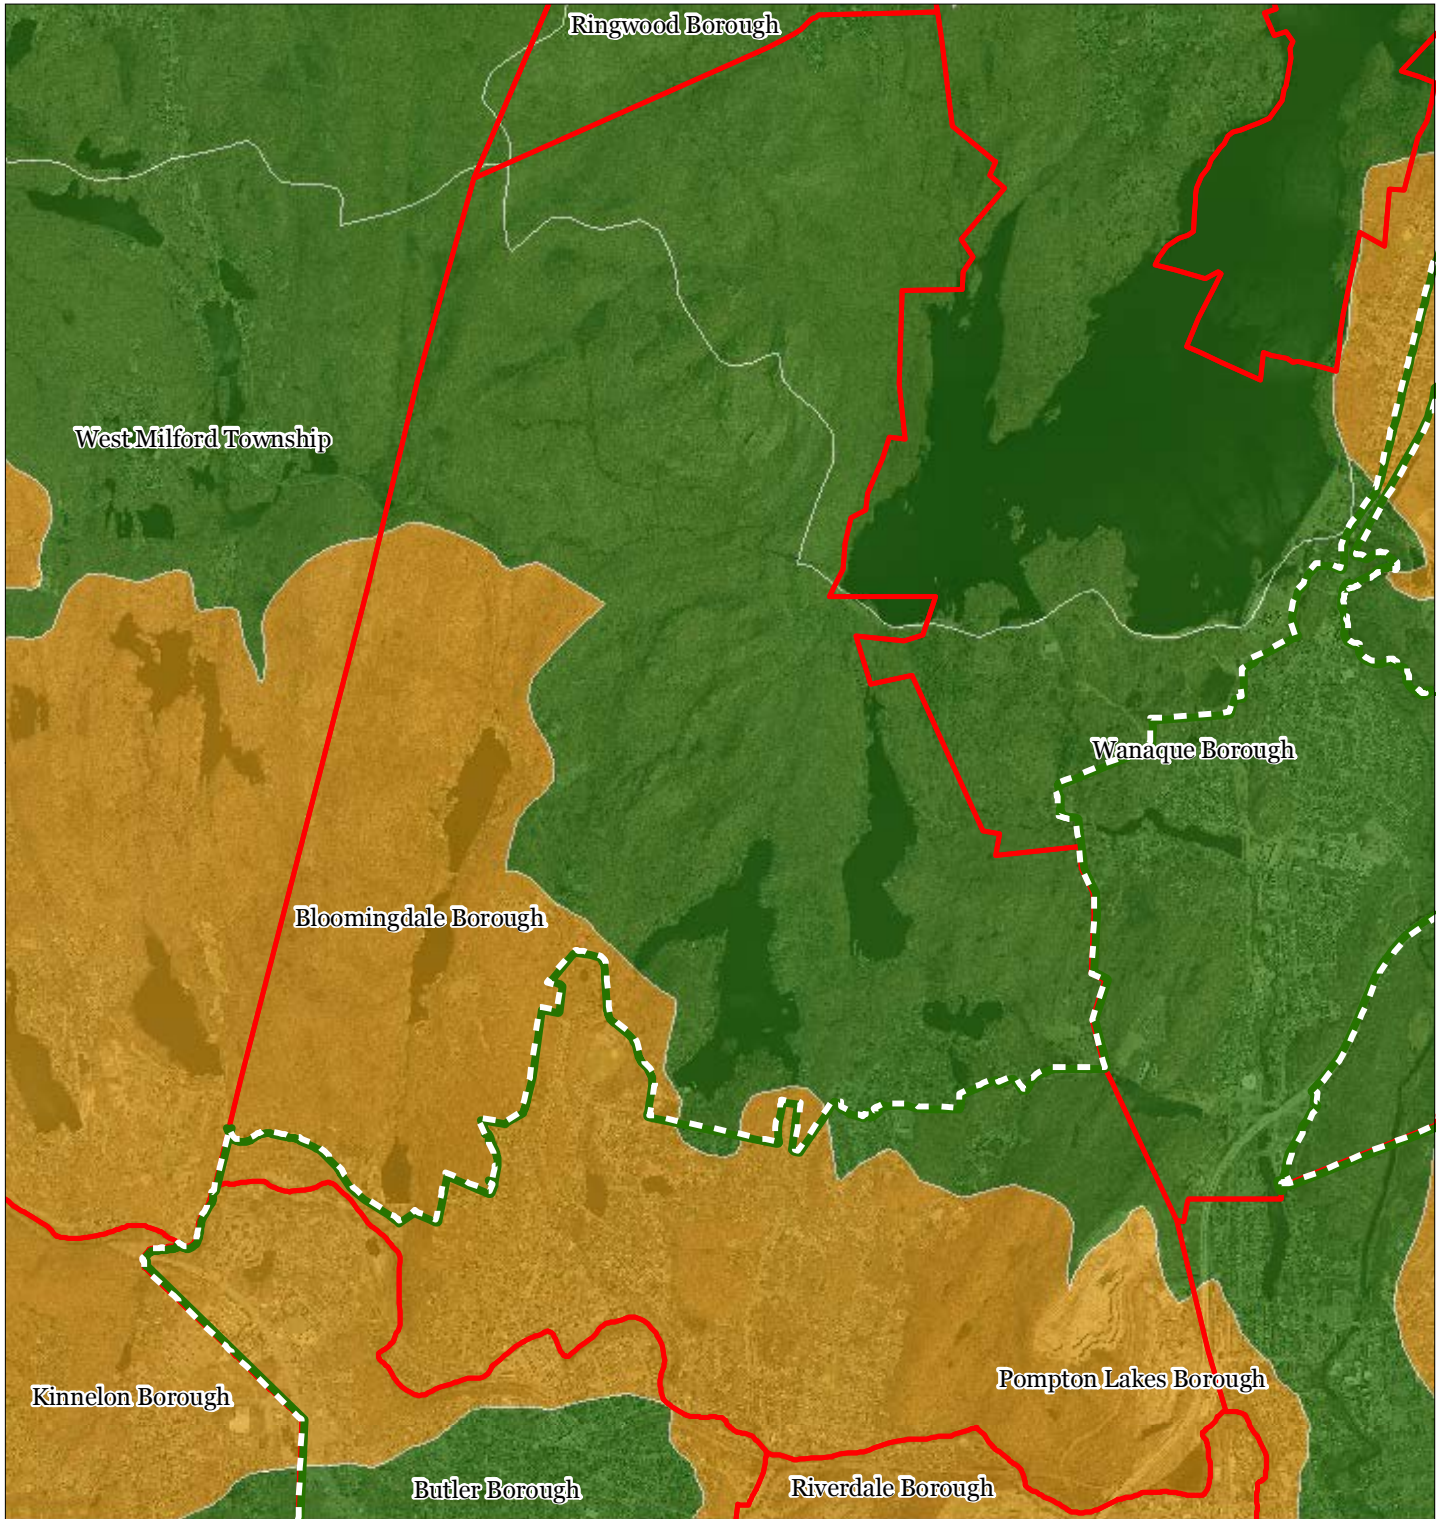 Ringwood Borough
West Milford Township
Wanaque Borough
Bloomingdale Borough
Pompton Lakes Borough
Kinnelon Borough
Butler Borough
Riverdale Borough